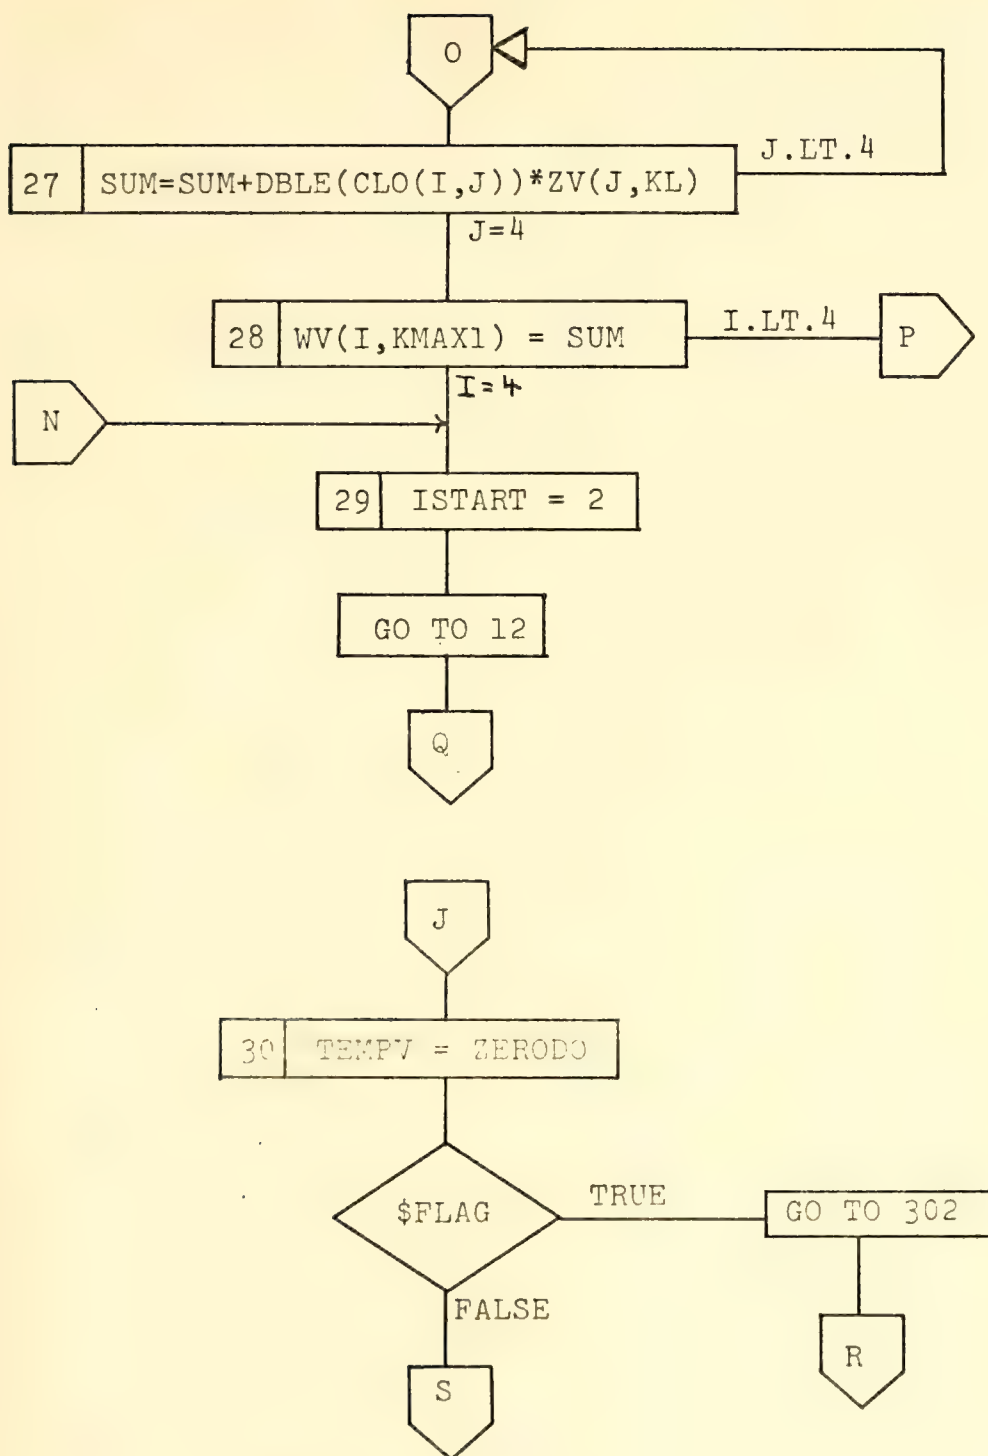 O
27 SUM=SUM+DBLE(CLO(I,J))*ZV(J,KL)
J.LT.4
J=4
28 WV(I,KMAX1) = SUM
I.LT.4
P
I=4
N
29 ISTART = 2
GO TO 12
Q
J
30 TEMPV = ZERODO
$FLAG
TRUE
GO TO 302
FALSE
R
S